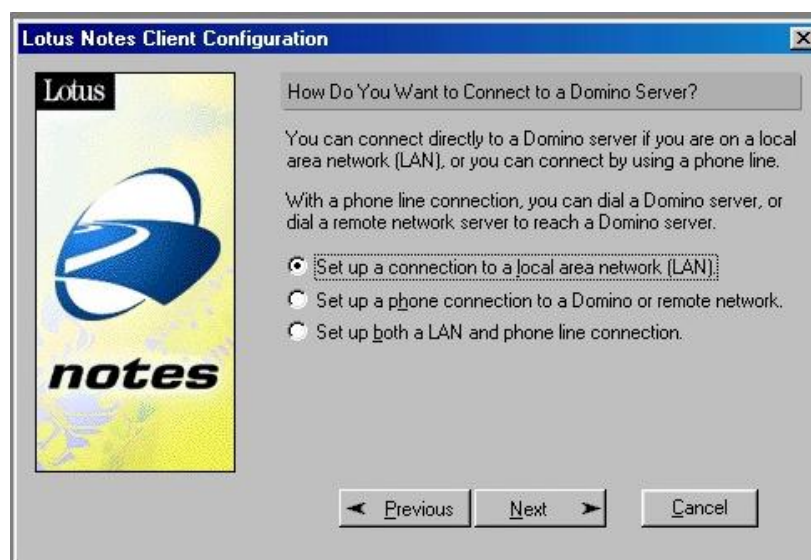 Lotus Notes Client Configuration
Lotus
notes
How Do You Want to Connect to a Domino Server?
You can connect directly to a Domino server if you are on a local
area network (LAN), or you can connect by using a phone line.
With a phone line connection, you can dial a Domino server, or
dial a remote network server to reach a Domino server.
Set up a connection to a local area network (LAN).
Set up a phone connection to a Domino or remote network.
Set up both a LAN and phone line connection.
Previous
Next
Cancel